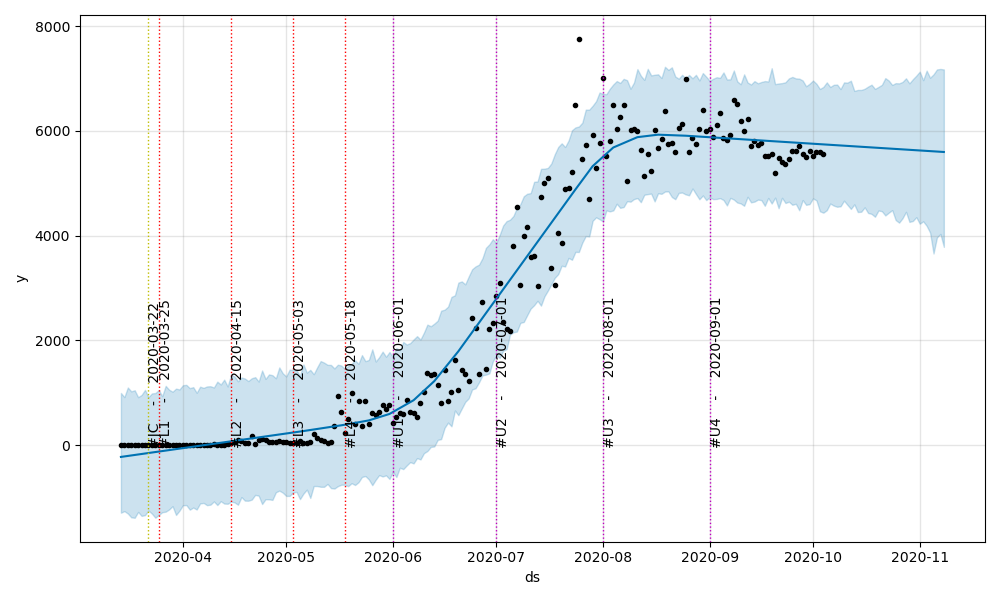 8000
6000
4000
2000
0
y
#JC - 2020-03-22
#L1 - 2020-03-25
#L2 - 2020-04-15
#L3 - 2020-05-03
#L4 - 2020-05-18
#U1 - 2020-06-01
#U2 - 2020-07-01
#U3 - 2020-08-01
#U4 - 2020-09-01
2020-04
2020-05
2020-06
2020-07
2020-08
2020-09
2020-10
2020-11
ds